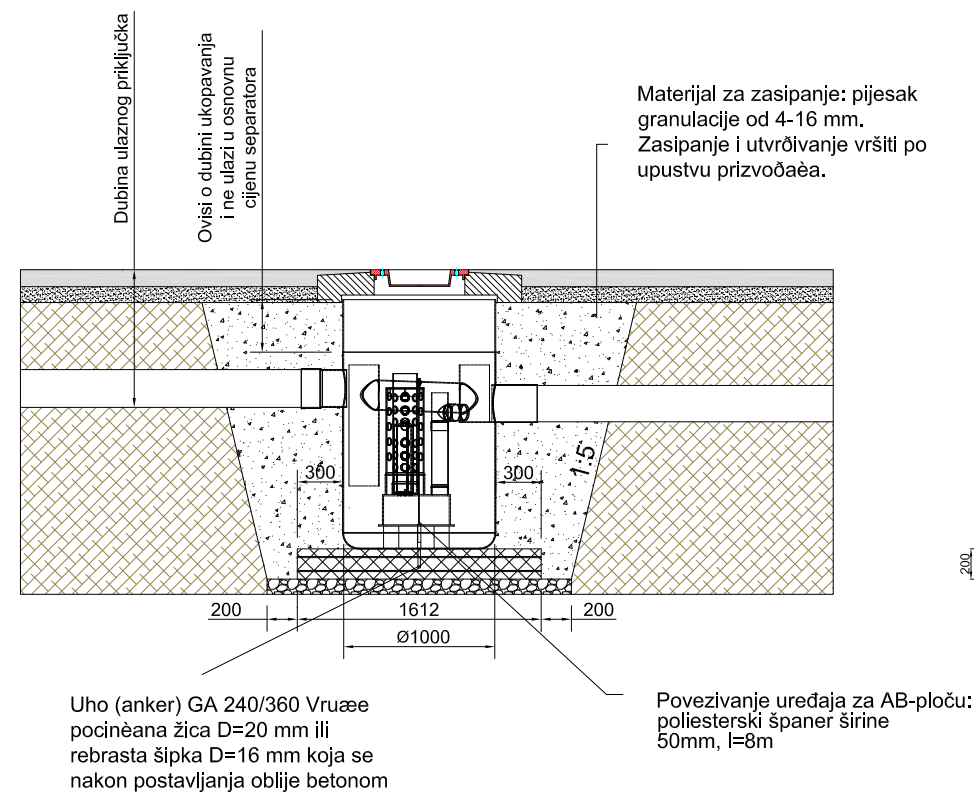 Dubina ulaznog priključka
Ovisi o dubini ukopavanja
i ne ulazi u osnovnu
cijenu separatora
Materijal za zasipanje: pijesak
granulacije od 4-16 mm.
Zasipanje i utvrðivanje vršiti po
upustvu prizvoðaèa.
300
300
1:5
200
200
1612
200
Ø1000
Uho (anker) GA 240/360 Vruæe
pocinèana žica D=20 mm ili
rebrasta šipka D=16 mm koja se
nakon postavljanja oblije betonom
Povezivanje uređaja za AB-ploču:
poliesterski španer širine
50mm, l=8m